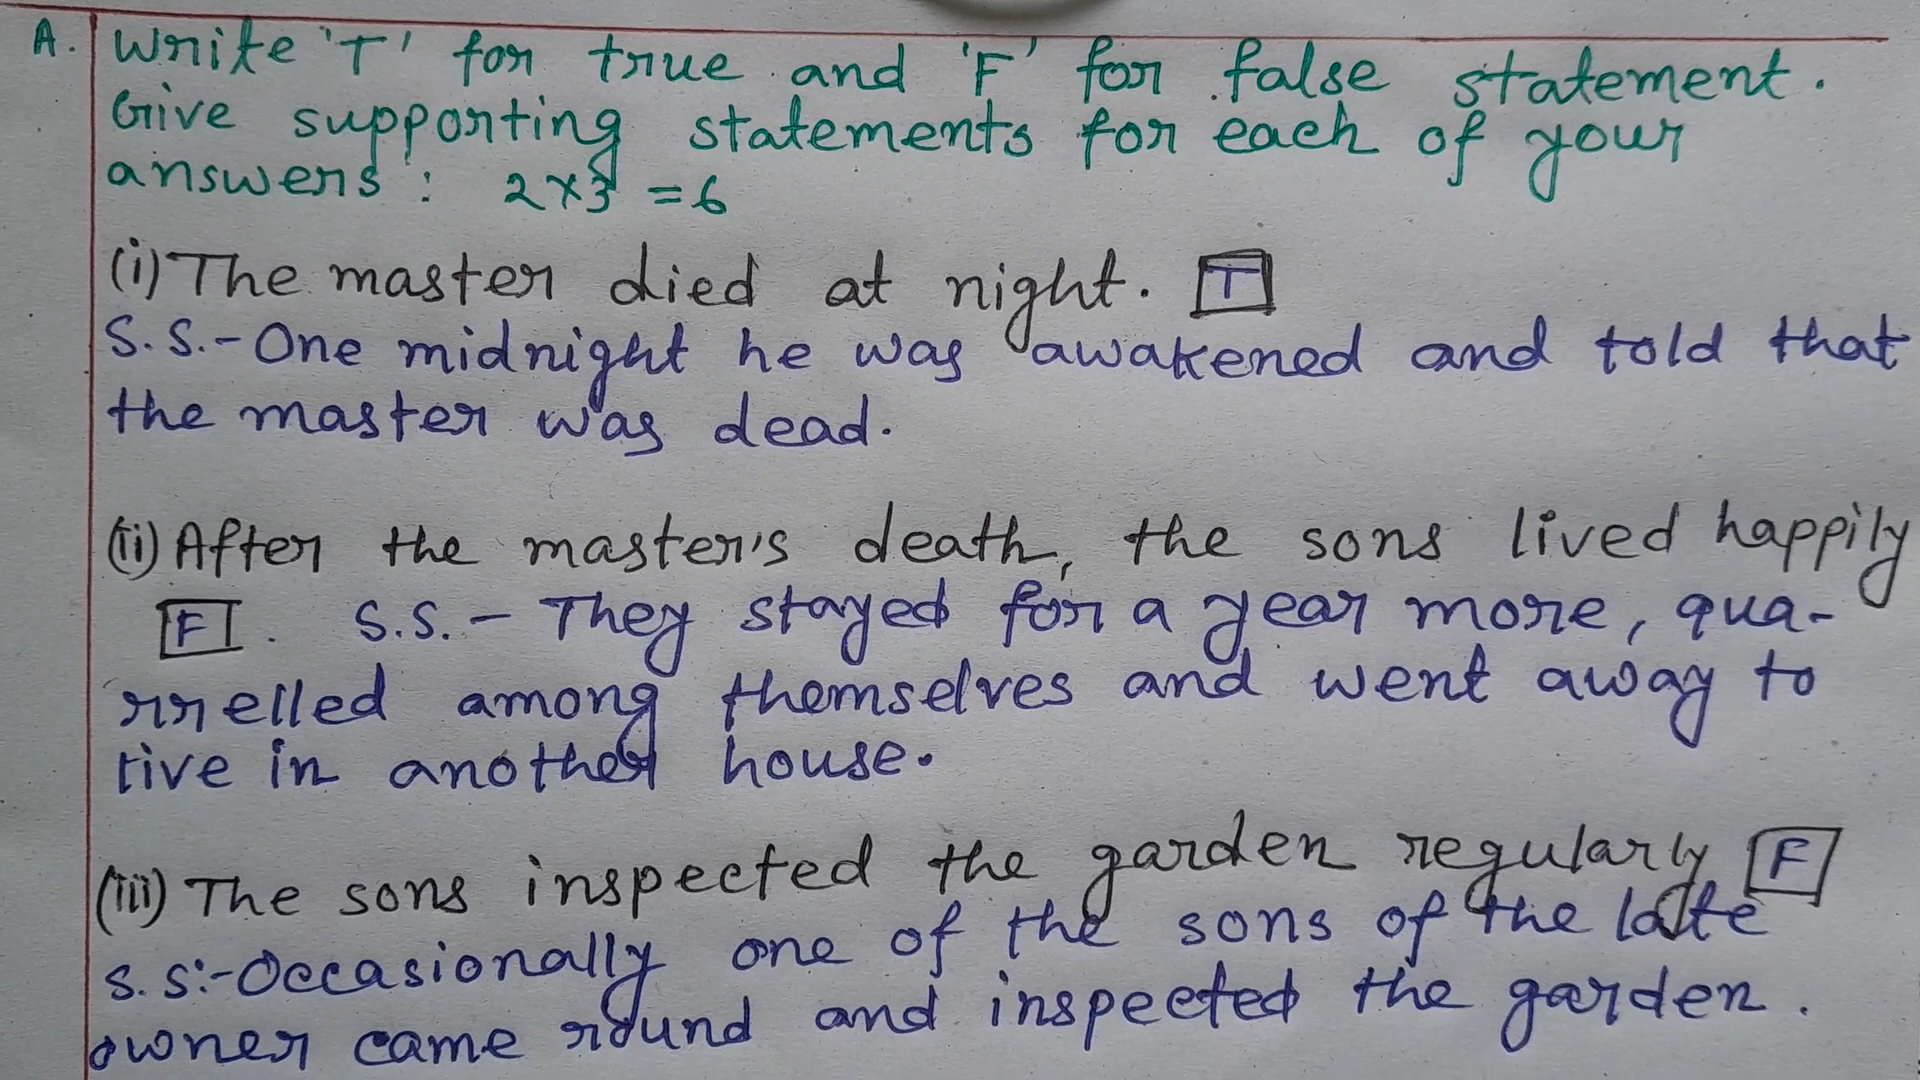 A. Write 'T' for true and 'F' for false statement.
Give supporting statements for each of your
answers: 2×3 =6
(i) The master died at night. T
S.S.- One midnight he was awakened and told that
the master was dead.
(ii) After the master's death, the sons lived happily
F. S.S. - They stayed for a year more, qua-
rrelled among themselves and went away to
live in another house.
(iii) The sons inspected the garden regularly F
S.S:- Occasionally one of the sons of the late
owner came round and inspected the garden.